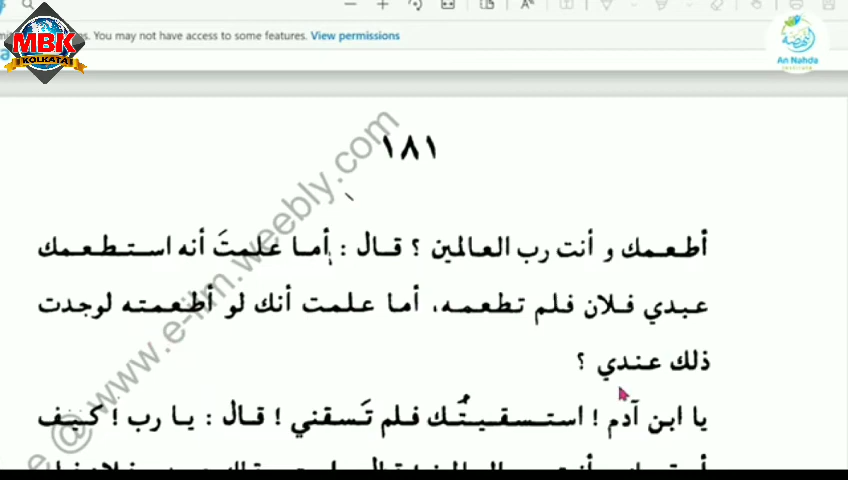 MBK
KOLKATA
es. You may not have access to some features. View permissions
An Nahda
١٨١
أطعمك و أنت رب العالمين ؟ قال : أما علمتَ أنه استطعمك
عبدي فلان فلم تطعمه، أما علمت أنك لو أطعمته لوجدت
ذلك عندي ؟
يا ابن آدم ! استسقيتُك فلم تَسقني ! قال : يا رب ! كيف
e @ www.e-ilm.weebly.com